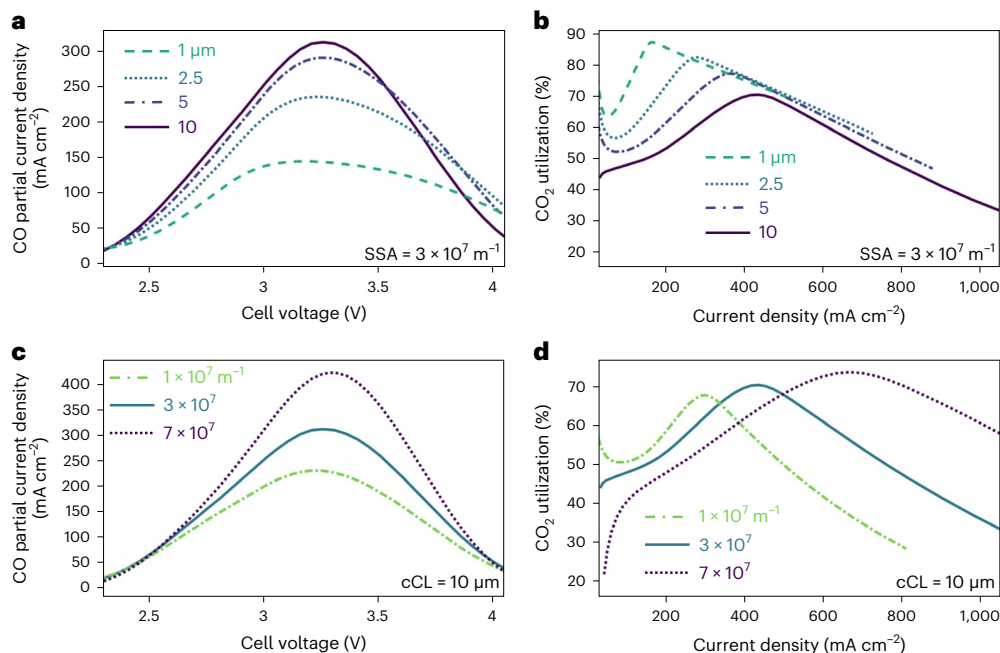 a
CO partial current density
(mA cm⁻²)
300
250
200
150
100
50
0
1 µm
2.5
5
10
SSA = 3 × 10⁷ m⁻¹
2.5 3 3.5 4
Cell voltage (V)
b
CO₂ utilization (%)
90
80
70
60
50
40
30
20
1 µm
2.5
5
10
SSA = 3 × 10⁷ m⁻¹
200 400 600 800 1,000
Current density (mA cm⁻²)
c
CO partial current density
(mA cm⁻²)
400
350
300
250
200
150
100
50
0
1 × 10⁷ m⁻¹
3 × 10⁷
7 × 10⁷
cCL = 10 µm
2.5 3 3.5 4
Cell voltage (V)
d
CO₂ utilization (%)
70
60
50
40
30
20
1 × 10⁷ m⁻¹
3 × 10⁷
7 × 10⁷
cCL = 10 µm
200 400 600 800 1,000
Current density (mA cm⁻²)